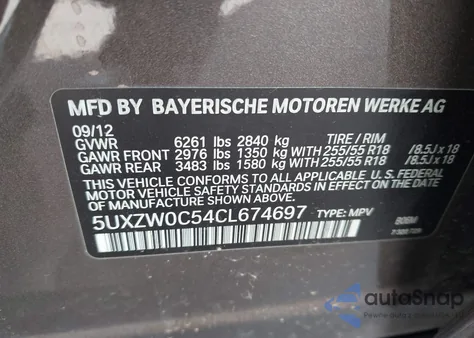 MFD BY BAYERISCHE MOTOREN WERKE AG
09/12
GVWR 6261 lbs 2840 kg TIRE / RIM
GAWR FRONT 2976 lbs 1350 kg WITH 255/55 R18 /8.5J x 18
GAWR REAR 3483 lbs 1580 kg WITH 255/55 R18 /8.5J x 18
THIS VEHICLE CONFORMS TO ALL APPLICABLE U. S. FEDERAL
MOTOR VEHICLE SAFETY STANDARDS IN EFFECT ON THE DATE OF
MANUFACTURE SHOWN ABOVE.
5UXZW0C54CL674697 TYPE: MPV
autoSnap